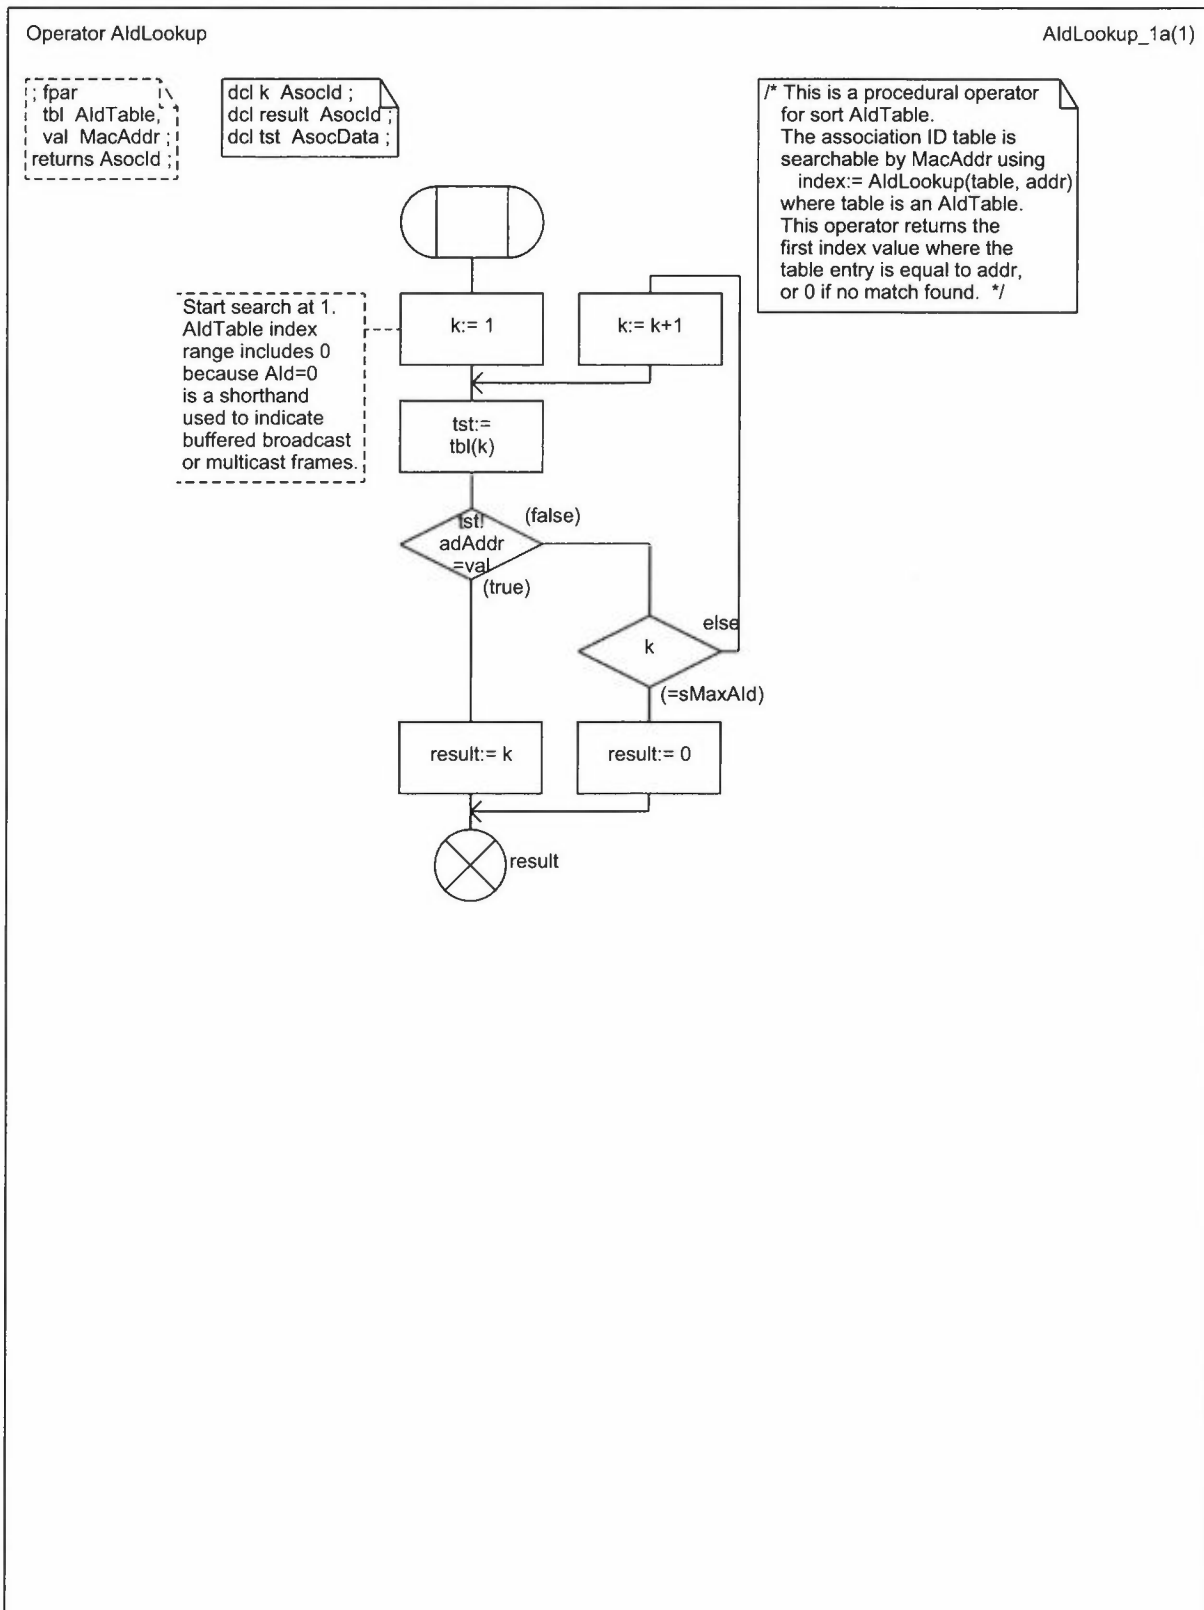 Operator AIdLookup
AIdLookup_1a(1)
; fpar
tbl AIdTable,
val MacAddr ;
returns AsocId ;
dcl k AsocId ;
dcl result AsocId ;
dcl tst AsocData ;
/* This is a procedural operator
for sort AIdTable.
The association ID table is
searchable by MacAddr using
index:= AIdLookup(table, addr)
where table is an AIdTable.
This operator returns the
first index value where the
table entry is equal to addr,
or 0 if no match found. */
Start search at 1.
AIdTable index
range includes 0
because AId=0
is a shorthand
used to indicate
buffered broadcast
or multicast frames.
k:= 1
k:= k+1
tst:=
tbl(k)
tst!
adAddr
=val
(false)
(true)
else
k
(=sMaxAId)
result:= k
result:= 0
result